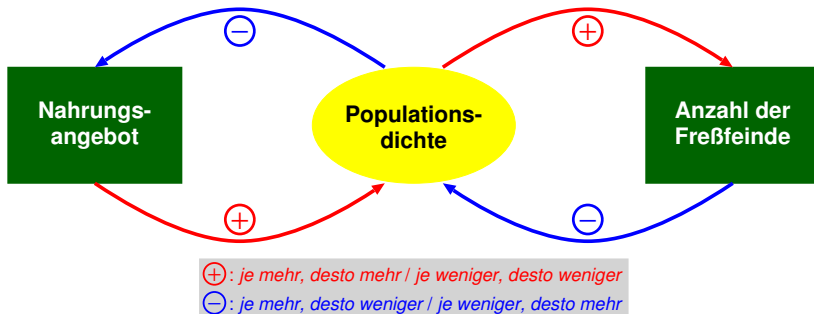 −
+
Nahrungs-
angebot
Populations-
dichte
Anzahl der
Freßfeinde
+
−
+: je mehr, desto mehr / je weniger, desto weniger
−: je mehr, desto weniger / je weniger, desto mehr